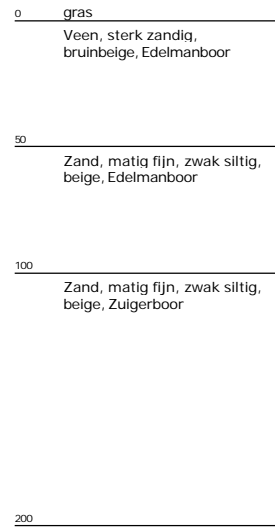 0 gras
Veen, sterk zandig,
bruinbeige, Edelmanboor
50
Zand, matig fijn, zwak siltig,
beige, Edelmanboor
100
Zand, matig fijn, zwak siltig,
beige, Zuigerboor
200